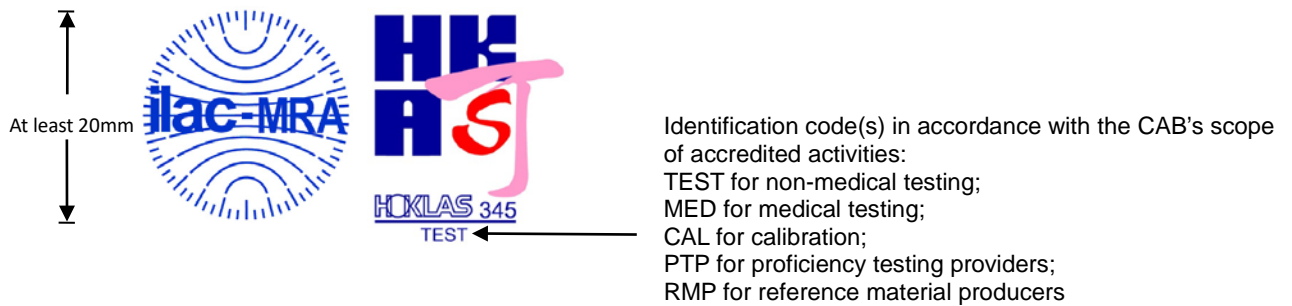 At least 20mm
ilac-MRA
HK
AS
HOKLAS 345
TEST
Identification code(s) in accordance with the CAB’s scope
of accredited activities:
TEST for non-medical testing;
MED for medical testing;
CAL for calibration;
PTP for proficiency testing providers;
RMP for reference material producers